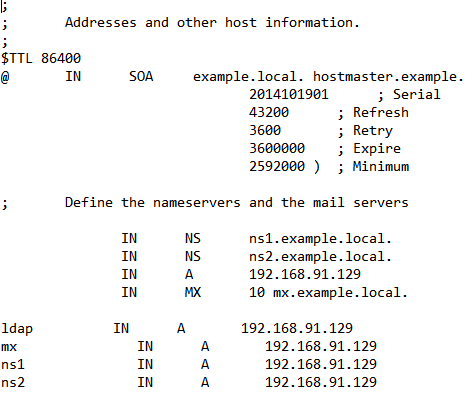 ;
;       Addresses and other host information.
;
$TTL 86400
@       IN      SOA     example.local. hostmaster.example.
                               2014101901      ; Serial
                               43200      ; Refresh
                               3600       ; Retry
                               3600000    ; Expire
                               2592000 )  ; Minimum
;       Define the nameservers and the mail servers
               IN      NS      ns1.example.local.
               IN      NS      ns2.example.local.
               IN      A       192.168.91.129
               IN      MX      10 mx.example.local.
ldap          IN      A       192.168.91.129
mx               IN      A       192.168.91.129
ns1              IN      A       192.168.91.129
ns2              IN      A       192.168.91.129